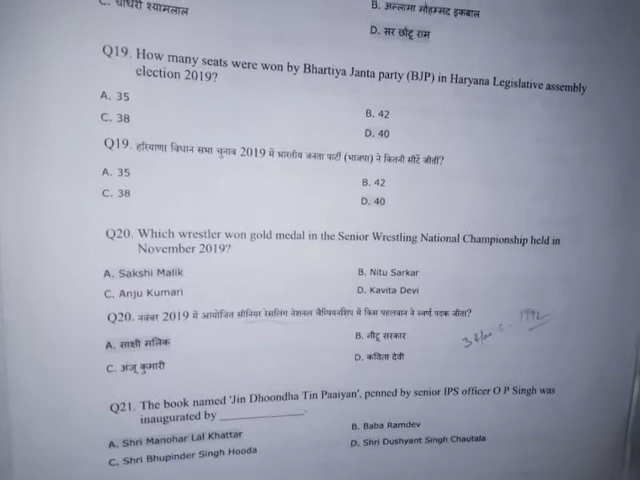 C. चौधरी श्यामलाल
B. अल्लामा मोहम्मद इकबाल
D. सर छोटू राम
Q19. How many seats were won by Bhartiya Janta party (BJP) in Haryana Legislative assembly
election 2019?
A. 35
B. 42
C. 38
D. 40
Q19. हरियाणा विधान सभा चुनाव 2019 में भारतीय जनता पार्टी (भाजपा) ने कितनी सीटें जीतीं?
A. 35
B. 42
C. 38
D. 40
Q20. Which wrestler won gold medal in the Senior Wrestling National Championship held in
November 2019?
A. Sakshi Malik
B. Nitu Sarkar
C. Anju Kumari
D. Kavita Devi
Q20. नवंबर 2019 में आयोजित सीनियर रेसलिंग नेशनल चैम्पियनशिप में किस पहलवान ने स्वर्ण पदक जीता?
A. साक्षी मलिक
B. नीटू सरकार
C. अंजू कुमारी
D. कविता देवी
1992
Q21. The book named 'Jin Dhoondha Tin Paaiyan', penned by senior IPS officer O P Singh was
inaugurated by ____________.
A. Shri Manohar Lal Khattar
B. Baba Ramdev
C. Shri Bhupinder Singh Hooda
D. Shri Dushyant Singh Chautala